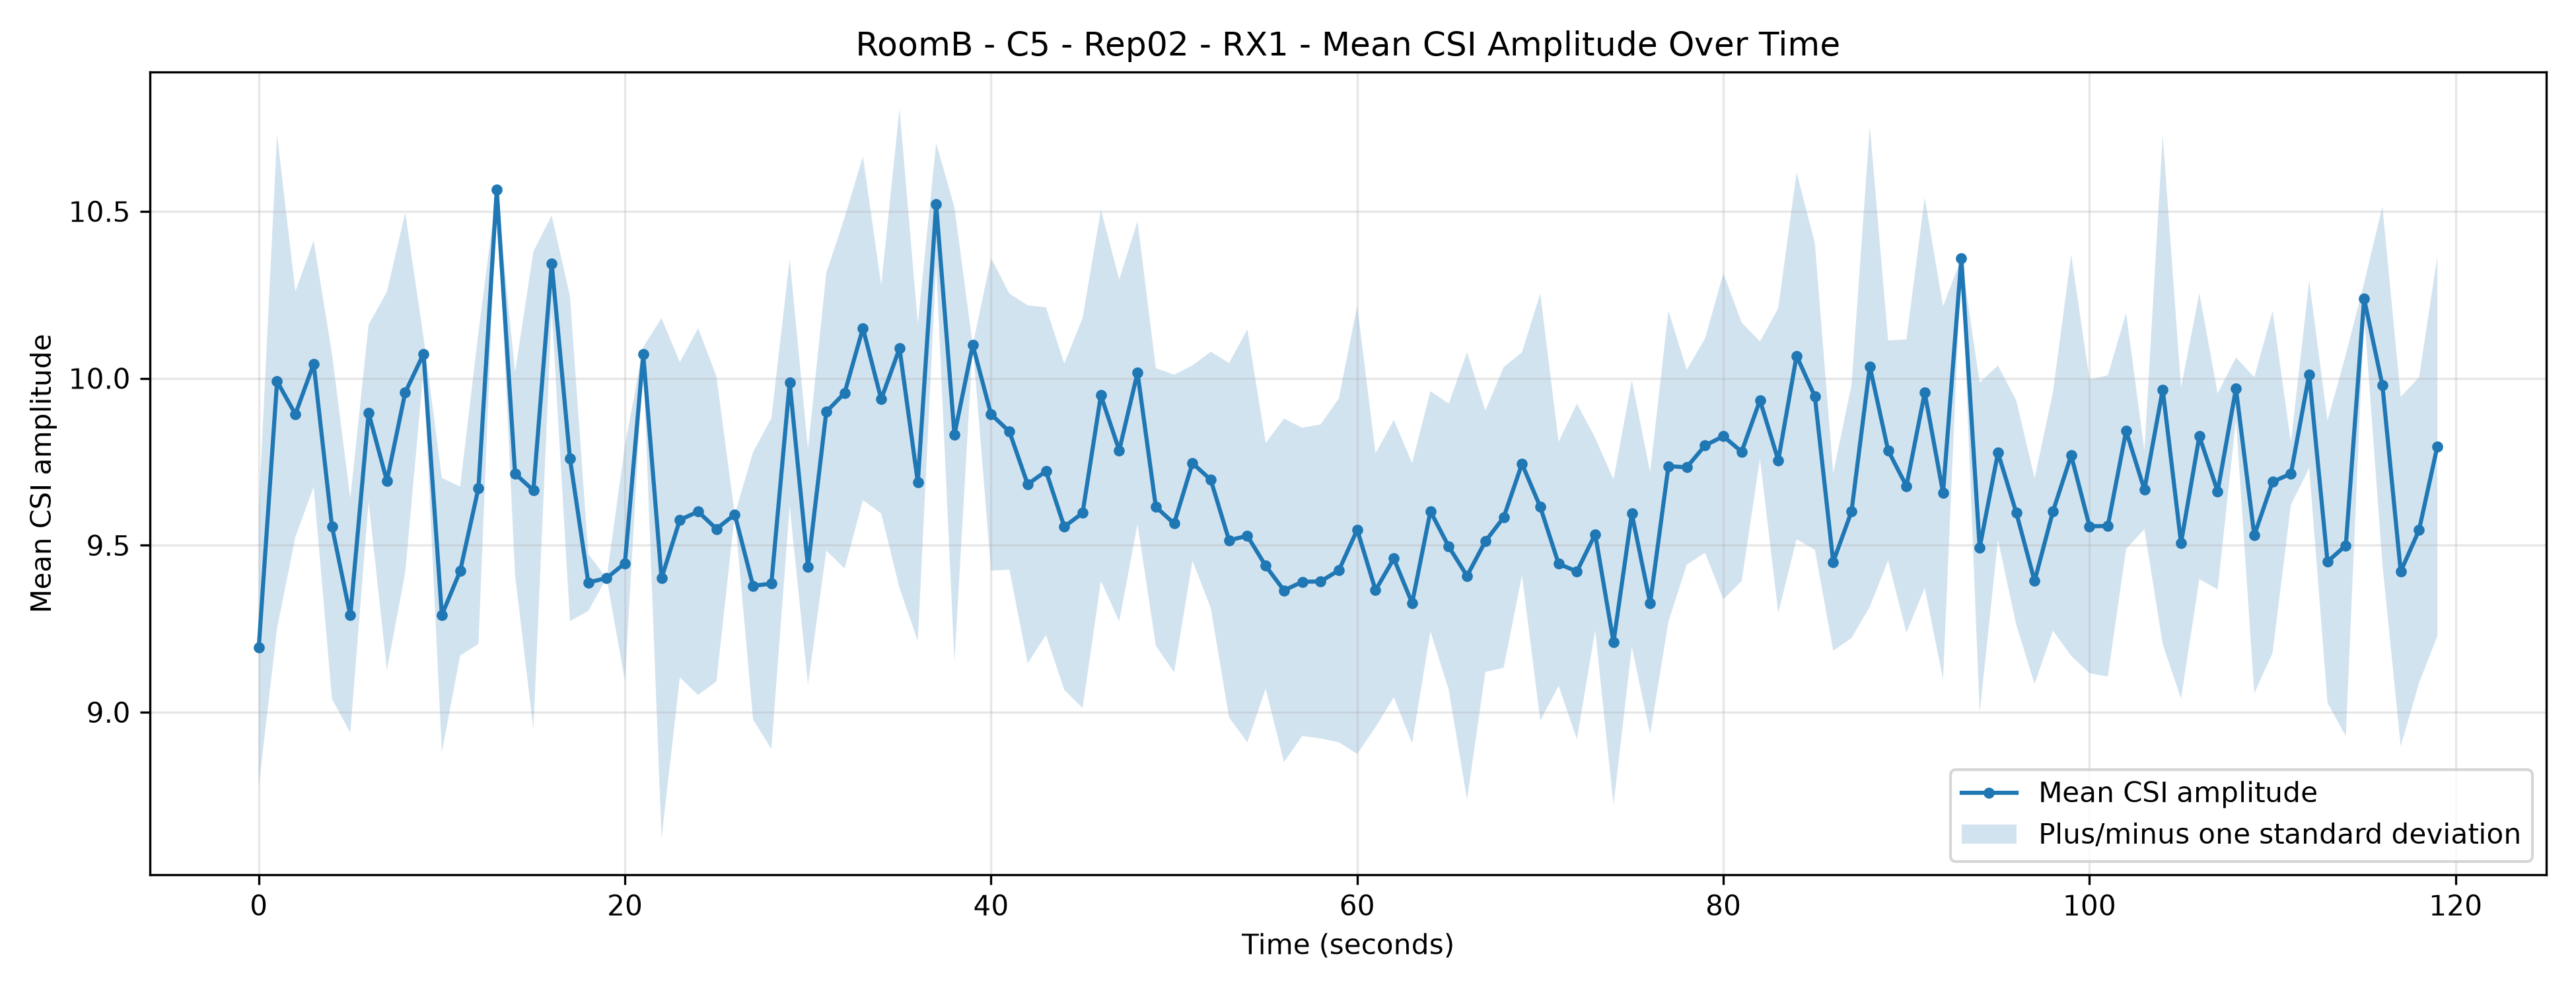 RoomB - C5 - Rep02 - RX1 - Mean CSI Amplitude Over Time
Mean CSI amplitude
10.5
10.0
9.5
9.0
0 20 40 60 80 100 120
Time (seconds)
Mean CSI amplitude
Plus/minus one standard deviation